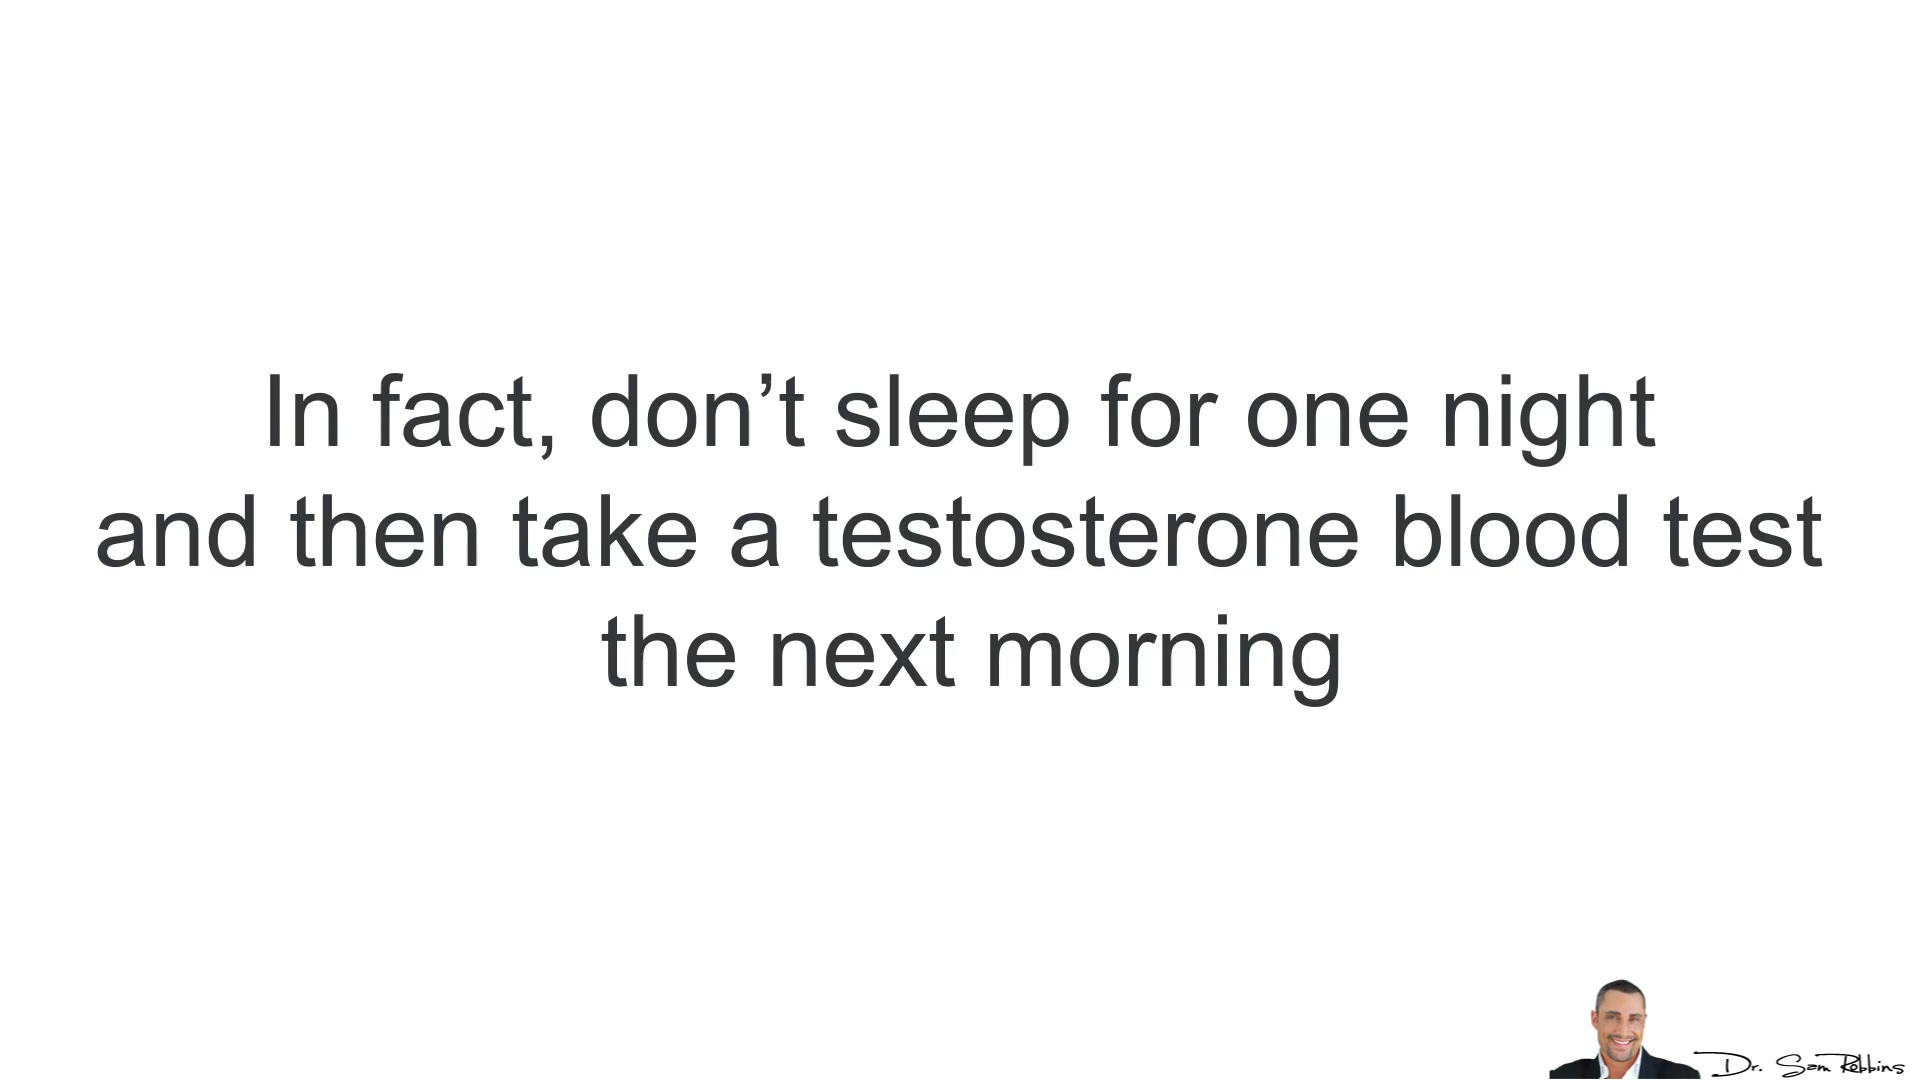 In fact, don’t sleep for one night
and then take a testosterone blood test
the next morning
Dr. Sam Robbins